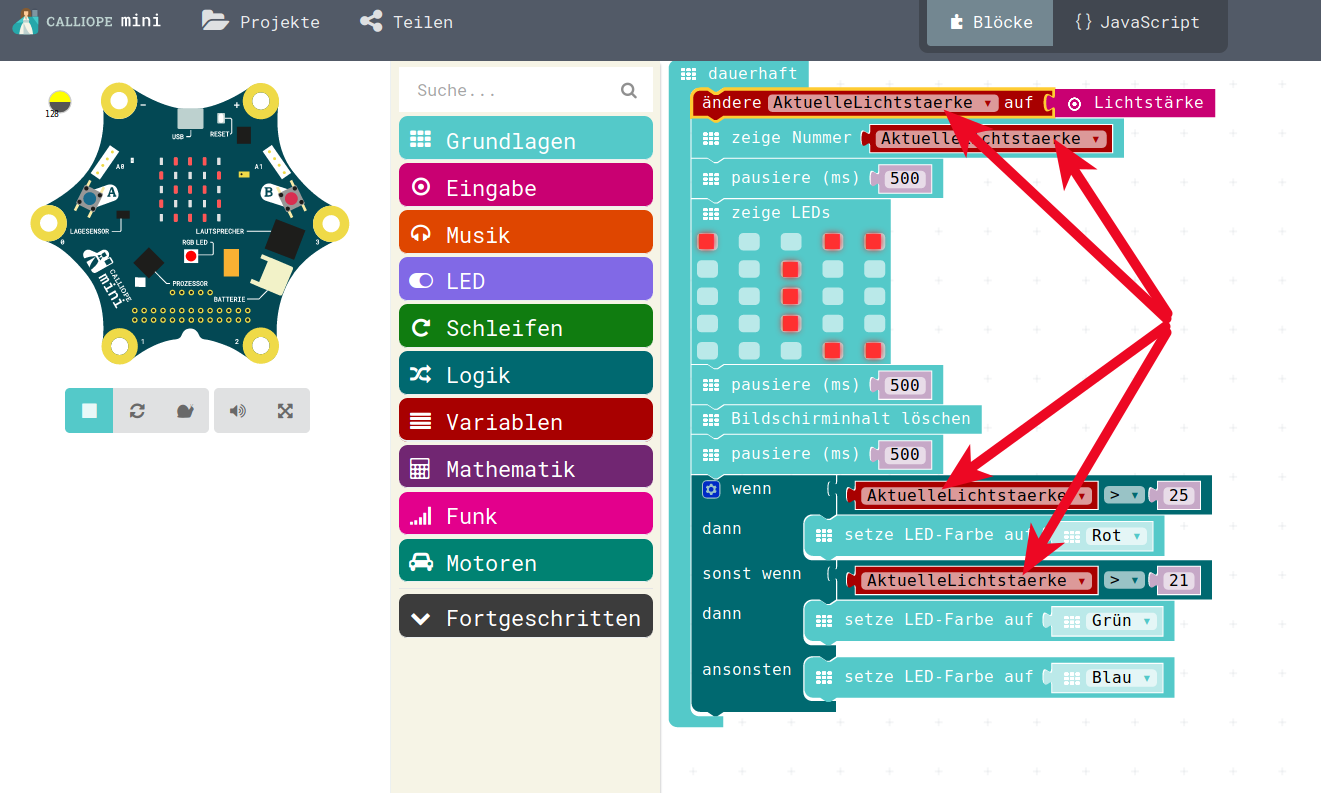 CALLIOPE mini
Projekte
Teilen
Blöcke
{} JavaScript
128
USB
RESET
A0
A1
A
B
LAGESENSOR
LAUTSPRECHER
RGB LED
0
3
CALLIOPE
mini
PROZESSOR
BATTERIE
1
2
Suche...
Grundlagen
Eingabe
Musik
LED
Schleifen
Logik
Variablen
Mathematik
Funk
Motoren
Fortgeschritten
dauerhaft
ändere AktuelleLichtstaerke auf Lichtstärke
zeige Nummer AktuelleLichtstaerke
pausiere (ms) 500
zeige LEDs
pausiere (ms) 500
Bildschirminhalt löschen
pausiere (ms) 500
wenn AktuelleLichtstaerke > 25
dann setze LED-Farbe auf Rot
sonst wenn AktuelleLichtstaerke > 21
dann setze LED-Farbe auf Grün
ansonsten setze LED-Farbe auf Blau